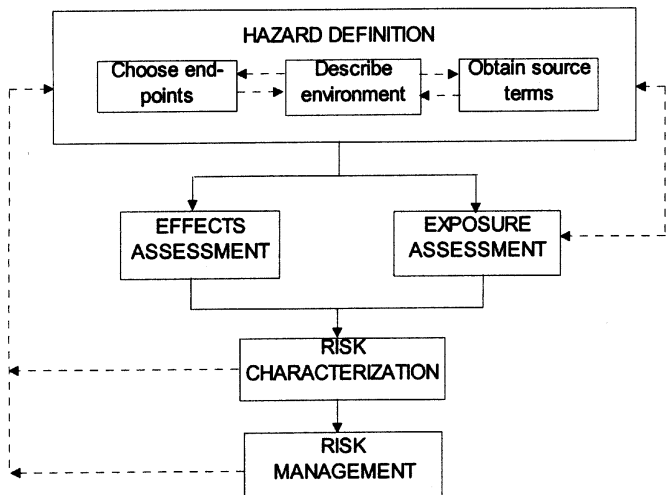 HAZARD DEFINITION
Choose end-
points
Describe
environment
Obtain source
terms
EFFECTS
ASSESSMENT
EXPOSURE
ASSESSMENT
RISK
CHARACTERIZATION
RISK
MANAGEMENT